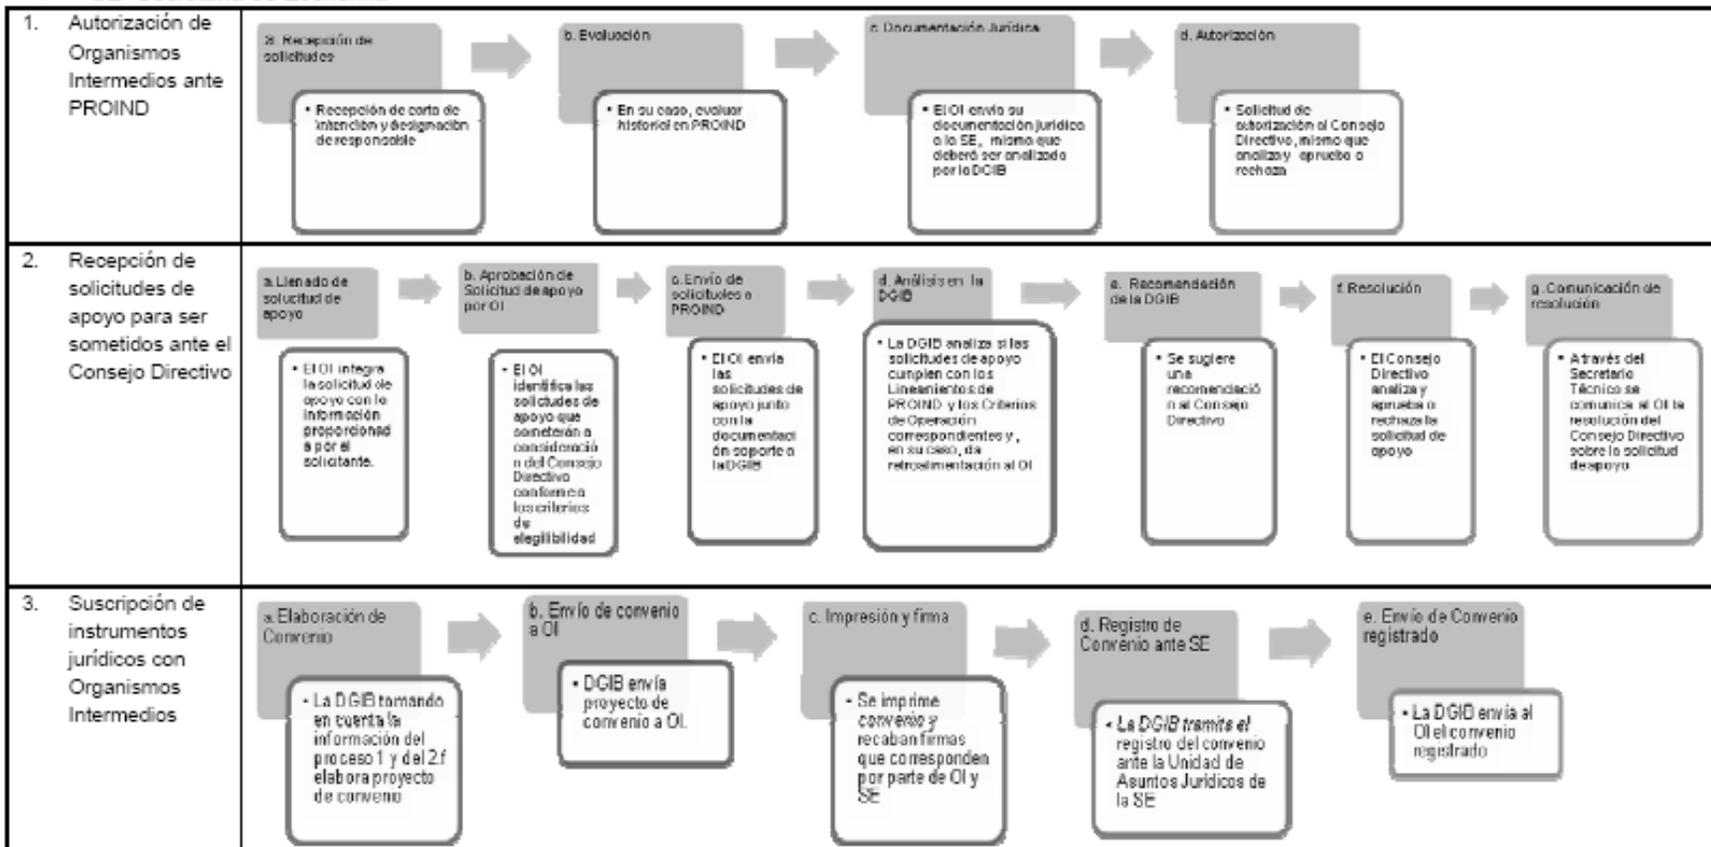 1. Autorización de
Organismos
Intermedios ante
PROIND
a. Recepción de
solicitudes
• Recepción de carta de
intención y designación
de responsable
b. Evaluación
• En su caso, evaluar
historial en PROIND
c. Documentación Jurídica
• El OI envía su
documentación jurídica
a la SE, misma que
deberá ser analizada
por la DGIB
d. Autorización
• Solicitud de
autorización al Consejo
Directivo, mismo que
analiza y aprueba o
rechaza
2. Recepción de
solicitudes de
apoyo para ser
sometidos ante el
Consejo Directivo
a. Llenado de
solucitud de
apoyo
• El OI integra
la solicitud de
apoyo con la
información
proporcionad
a por el
solicitante.
b. Aprobación de
Solicitud de apoyo
por OI
• El OI
identifica las
solicitudes de
apoyo que
someterán a
consideració
n del Consejo
Directivo
conforme a
los criterios
de
elegilibilidad
c. Envío de
solicitudes a
PROIND
• El OI envía
las
solicitudes de
apoyo junto
con la
documentaci
ón soporte a
la DGIB
d. Análisis en la
DGIB
• La DGIB analiza si las
solicitudes de apoyo
cumplen con los
Lineamientos de
PROIND y los Criterios
de Operación
correspondientes y,
en su caso, da
retroalimentación al OI
e. Recomendación
de la DGIB
• Se sugiere
una
recomendació
n al Consejo
Directivo
f. Resolución
• El Consejo
Directivo
analiza y
aprueba o
rechaza la
solicitud de
apoyo
g. Comunicación de
resolución
• A través del
Secretario
Técnico se
comunica al OI la
resolución del
Consejo Directivo
sobre la solicitud
de apoyo
3. Suscripción de
instrumentos
jurídicos con
Organismos
Intermedios
a. Elaboración de
Convenio
• La DGIB tomando
en cuenta la
información del
proceso 1 y del 2.f
elabora proyecto
de convenio
b. Envío de convenio
a OI
• DGIB envía
proyecto de
convenio a OI.
c. Impresión y firma
• Se imprime
convenio y
recaban firmas
que corresponden
por parte de OI y
SE
d. Registro de
Convenio ante SE
• La DGIB tramita el
registro del convenio
ante la Unidad de
Asuntos Jurídicos de
la SE
e. Envío de Convenio
registrado
• La DGIB envía al
OI el convenio
registrado